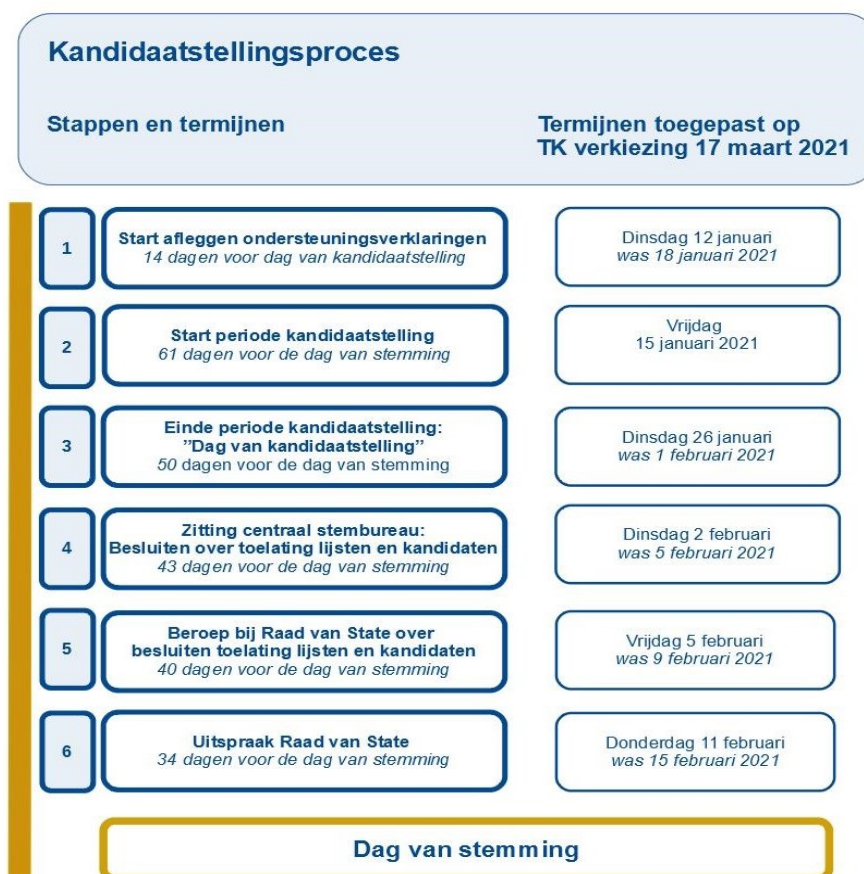 Kandidaatstellingsproces
Stappen en termijnen
Termijnen toegepast op
TK verkiezing 17 maart 2021
1
Start afleggen ondersteuningsverklaringen
14 dagen voor dag van kandidaatstelling
Dinsdag 12 januari
was 18 januari 2021
2
Start periode kandidaatstelling
61 dagen voor de dag van stemming
Vrijdag
15 januari 2021
3
Einde periode kandidaatstelling:
”Dag van kandidaatstelling”
50 dagen voor de dag van stemming
Dinsdag 26 januari
was 1 februari 2021
4
Zitting centraal stembureau:
Besluiten over toelating lijsten en kandidaten
43 dagen voor de dag van stemming
Dinsdag 2 februari
was 5 februari 2021
5
Beroep bij Raad van State over
besluiten toelating lijsten en kandidaten
40 dagen voor de dag van stemming
Vrijdag 5 februari
was 9 februari 2021
6
Uitspraak Raad van State
34 dagen voor de dag van stemming
Donderdag 11 februari
was 15 februari 2021
Dag van stemming